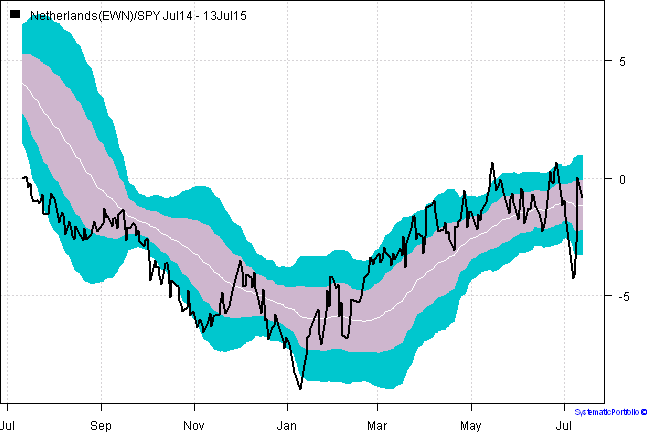 Netherlands(EWN)/SPY Jul14 - 13Jul15
5
0
-5
Jul Sep Nov Jan Mar May Jul
SystematicPortfolio ©